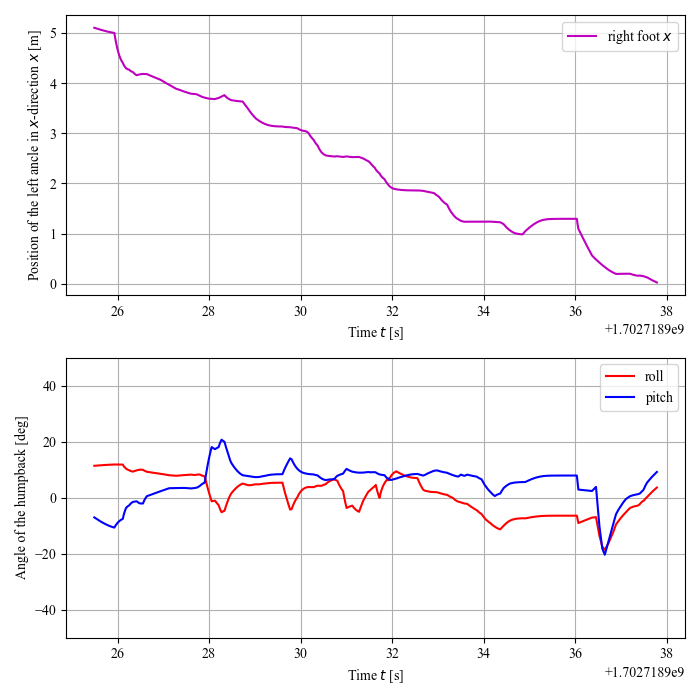 right foot x
Position of the left ancle in x-direction x [m]
5
4
3
2
1
0
26 28 30 32 34 36 38
Time t [s]
+1.7027189e9
roll
pitch
Angle of the humpback [deg]
40
20
0
−20
−40
26 28 30 32 34 36 38
Time t [s]
+1.7027189e9